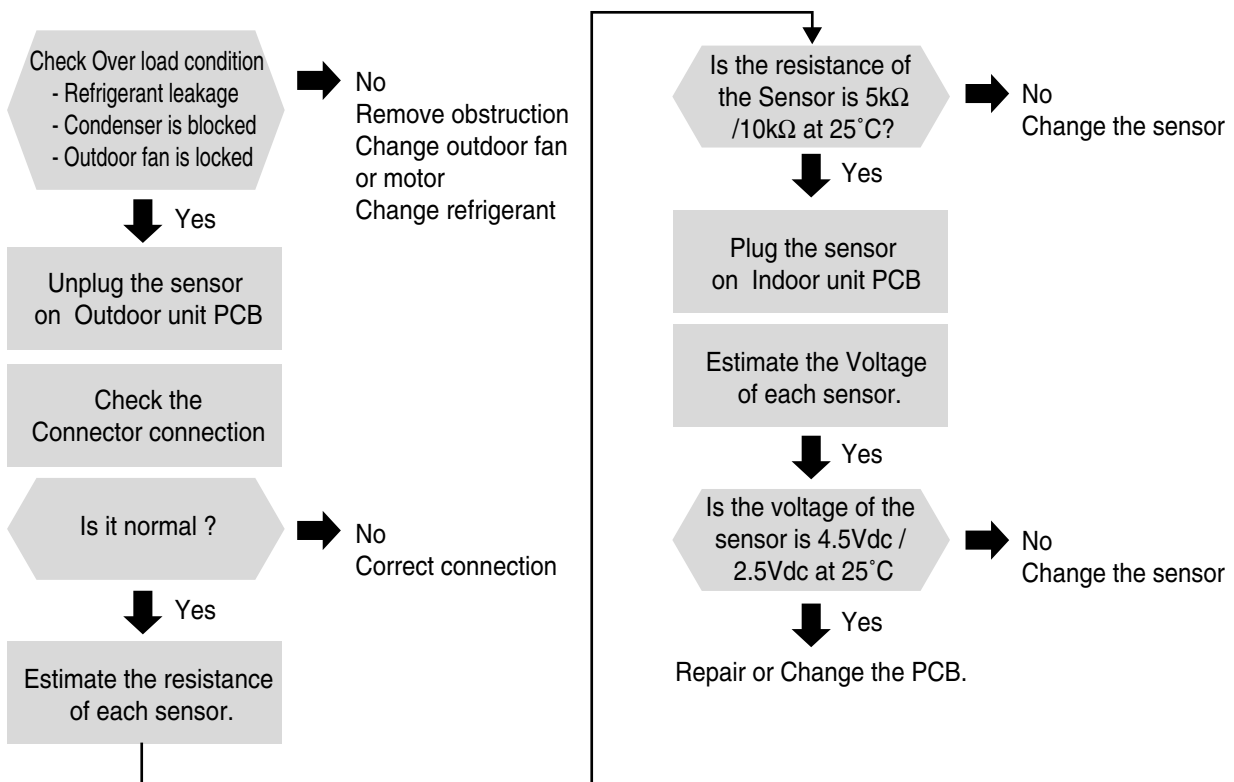 Check Over load condition
- Refrigerant leakage
- Condenser is blocked
- Outdoor fan is locked
No
Remove obstruction
Change outdoor fan
or motor
Change refrigerant
Yes
Unplug the sensor
on Outdoor unit PCB
Check the
Connector connection
Is it normal ?
No
Correct connection
Yes
Estimate the resistance
of each sensor.
Is the resistance of
the Sensor is 5kΩ
/10kΩ at 25˚C?
No
Change the sensor
Yes
Plug the sensor
on Indoor unit PCB
Estimate the Voltage
of each sensor.
Yes
Is the voltage of the
sensor is 4.5Vdc /
2.5Vdc at 25˚C
No
Change the sensor
Yes
Repair or Change the PCB.